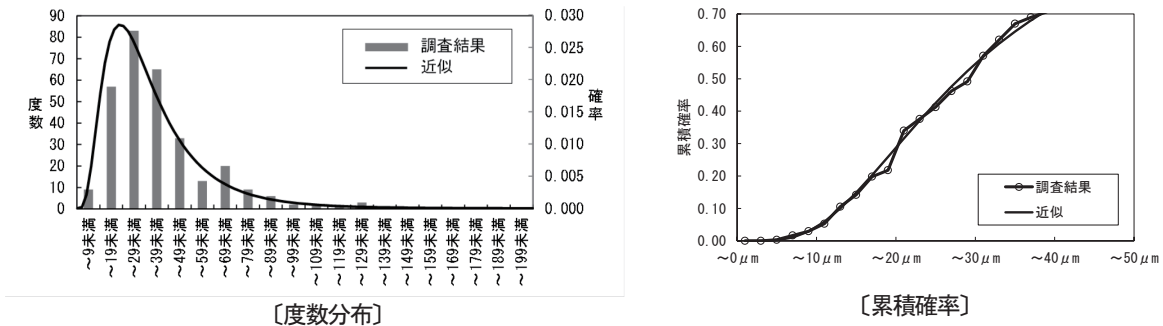 90
80
70
60
50
40
30
20
10
0
度数
0.030
0.025
0.020
0.015
0.010
0.005
0.000
確率
調査結果
近似
～9未満
～19未満
～29未満
～39未満
～49未満
～59未満
～69未満
～79未満
～89未満
～99未満
～109未満
～119未満
～129未満
～139未満
～149未満
～159未満
～169未満
～179未満
～189未満
～199未満
〔度数分布〕
0.70
0.60
0.50
0.40
0.30
0.20
0.10
0.00
累積確率
調査結果
近似
～0μm
～10μm
～20μm
～30μm
～40μm
～50μm
〔累積確率〕